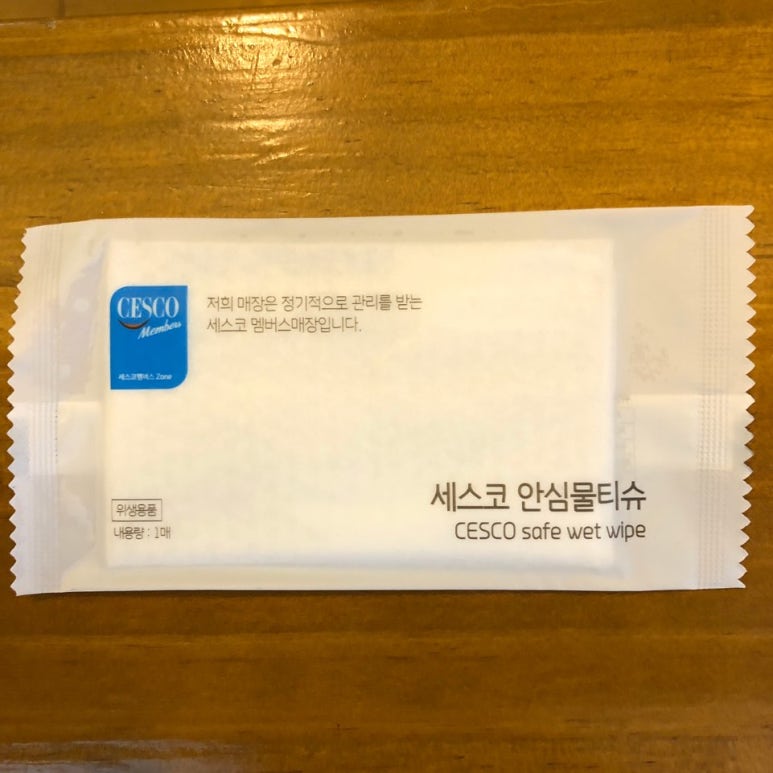 CESCO
Members
세스코멤버스 Zone
저희 매장은 정기적으로 관리를 받는
세스코 멤버스매장입니다.
위생용품
내용량 : 1매
세스코 안심물티슈
CESCO safe wet wipe